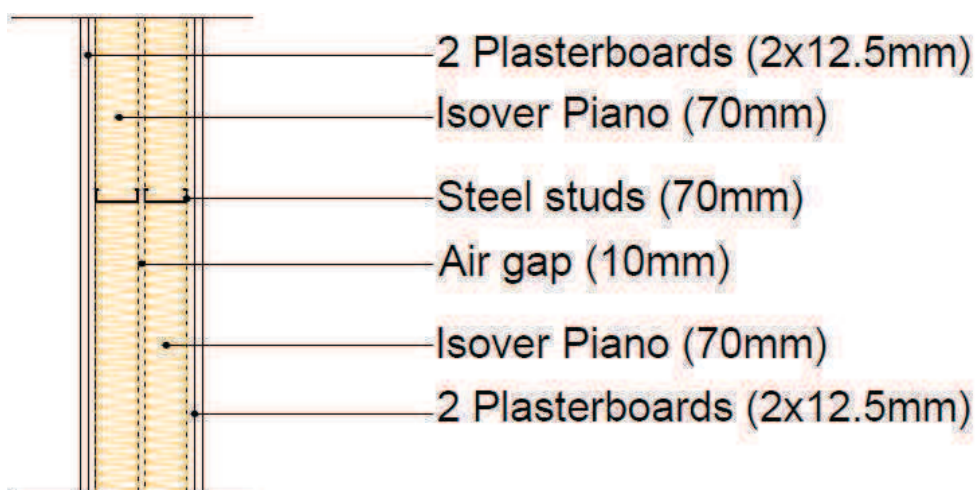 2 Plasterboards (2x12.5mm)
Isover Piano (70mm)
Steel studs (70mm)
Air gap (10mm)
Isover Piano (70mm)
2 Plasterboards (2x12.5mm)